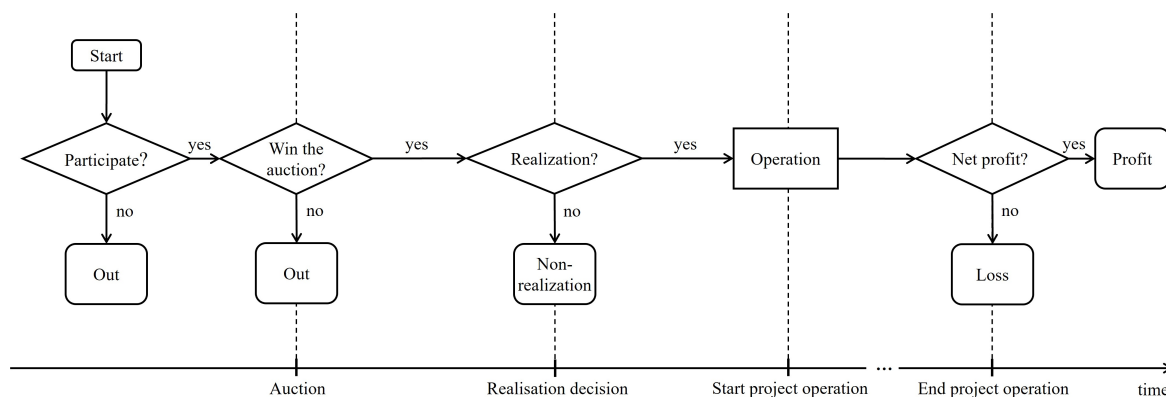 Start
Participate?
yes
no
Out
Win the
auction?
yes
no
Out
Realization?
yes
no
Non-
realization
Operation
Net profit?
yes
no
Loss
Profit
...
Auction
Realisation decision
Start project operation
End project operation
time